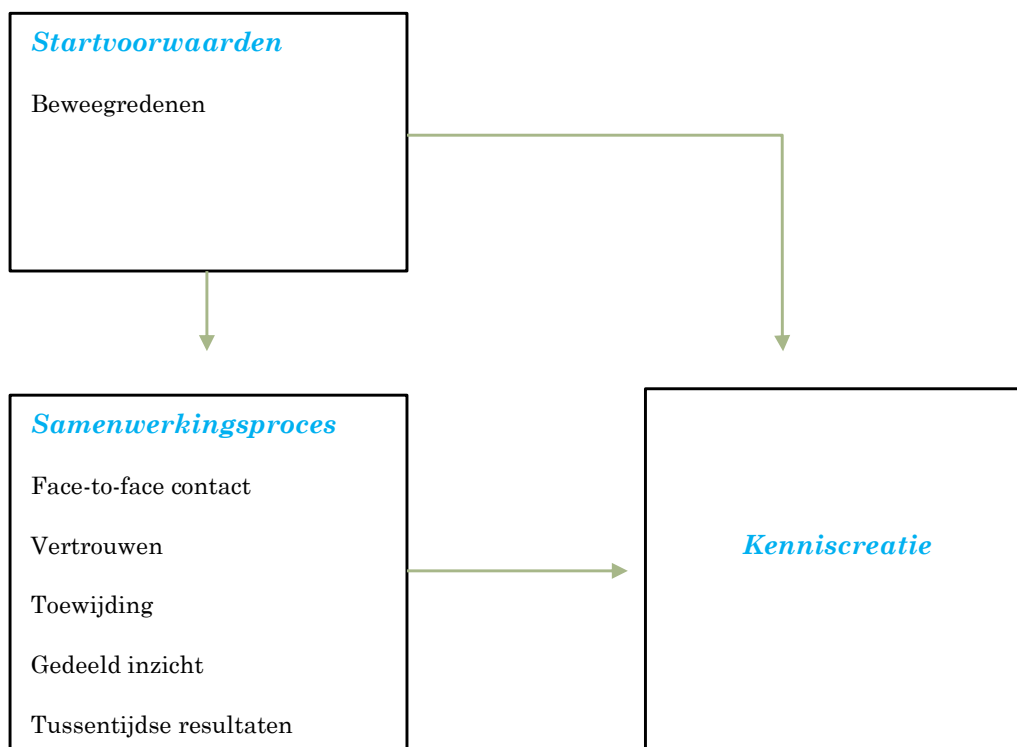 Startvoorwaarden
Beweegredenen
Samenwerkingsproces
Face-to-face contact
Vertrouwen
Toewijding
Gedeeld inzicht
Tussentijdse resultaten
Kenniscreatie